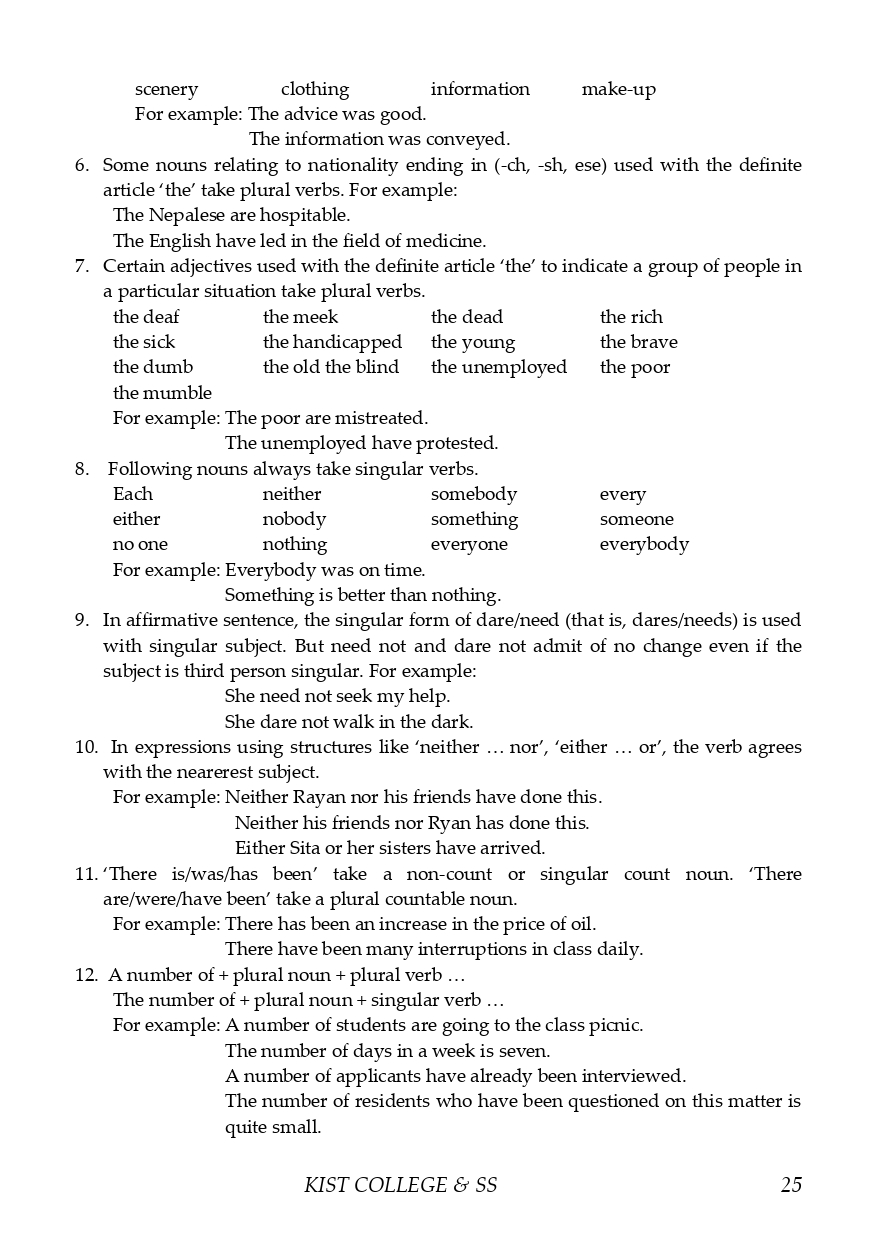 scenery clothing information make-up
For example: The advice was good.
The information was conveyed.
6. Some nouns relating to nationality ending in (-ch, -sh, ese) used with the definite
article ‘the’ take plural verbs. For example:
The Nepalese are hospitable.
The English have led in the field of medicine.
7. Certain adjectives used with the definite article ‘the’ to indicate a group of people in
a particular situation take plural verbs.
the deaf the meek the dead the rich
the sick the handicapped the young the brave
the dumb the old the blind the unemployed the poor
the mumble
For example: The poor are mistreated.
The unemployed have protested.
8. Following nouns always take singular verbs.
Each neither somebody every
either nobody something someone
no one nothing everyone everybody
For example: Everybody was on time.
Something is better than nothing.
9. In affirmative sentence, the singular form of dare/need (that is, dares/needs) is used
with singular subject. But need not and dare not admit of no change even if the
subject is third person singular. For example:
She need not seek my help.
She dare not walk in the dark.
10. In expressions using structures like ‘neither … nor’, ‘either … or’, the verb agrees
with the nearerest subject.
For example: Neither Rayan nor his friends have done this.
Neither his friends nor Ryan has done this.
Either Sita or her sisters have arrived.
11. ‘There is/was/has been’ take a non-count or singular count noun. ‘There
are/were/have been’ take a plural countable noun.
For example: There has been an increase in the price of oil.
There have been many interruptions in class daily.
12. A number of + plural noun + plural verb …
The number of + plural noun + singular verb …
For example: A number of students are going to the class picnic.
The number of days in a week is seven.
A number of applicants have already been interviewed.
The number of residents who have been questioned on this matter is
quite small.
KIST COLLEGE & SS 25